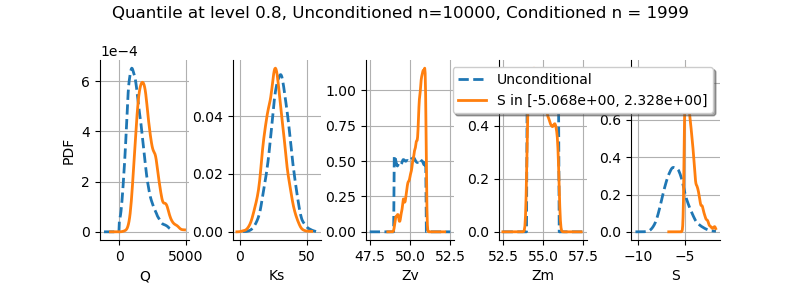 Quantile at level 0.8, Unconditioned n=10000, Conditioned n = 1999
1e−4
Unconditional
S in [-5.068e+00, 2.328e+00]
PDF
6
4
2
0
0.04
0.02
0.00
1.00
0.75
0.50
0.25
0.00
0.4
0.2
0.0
0.6
0.4
0.2
0.0
0 5000
0 50
47.5 50.0 52.5
52.5 55.0 57.5
−10 −5
Q Ks Zv Zm S